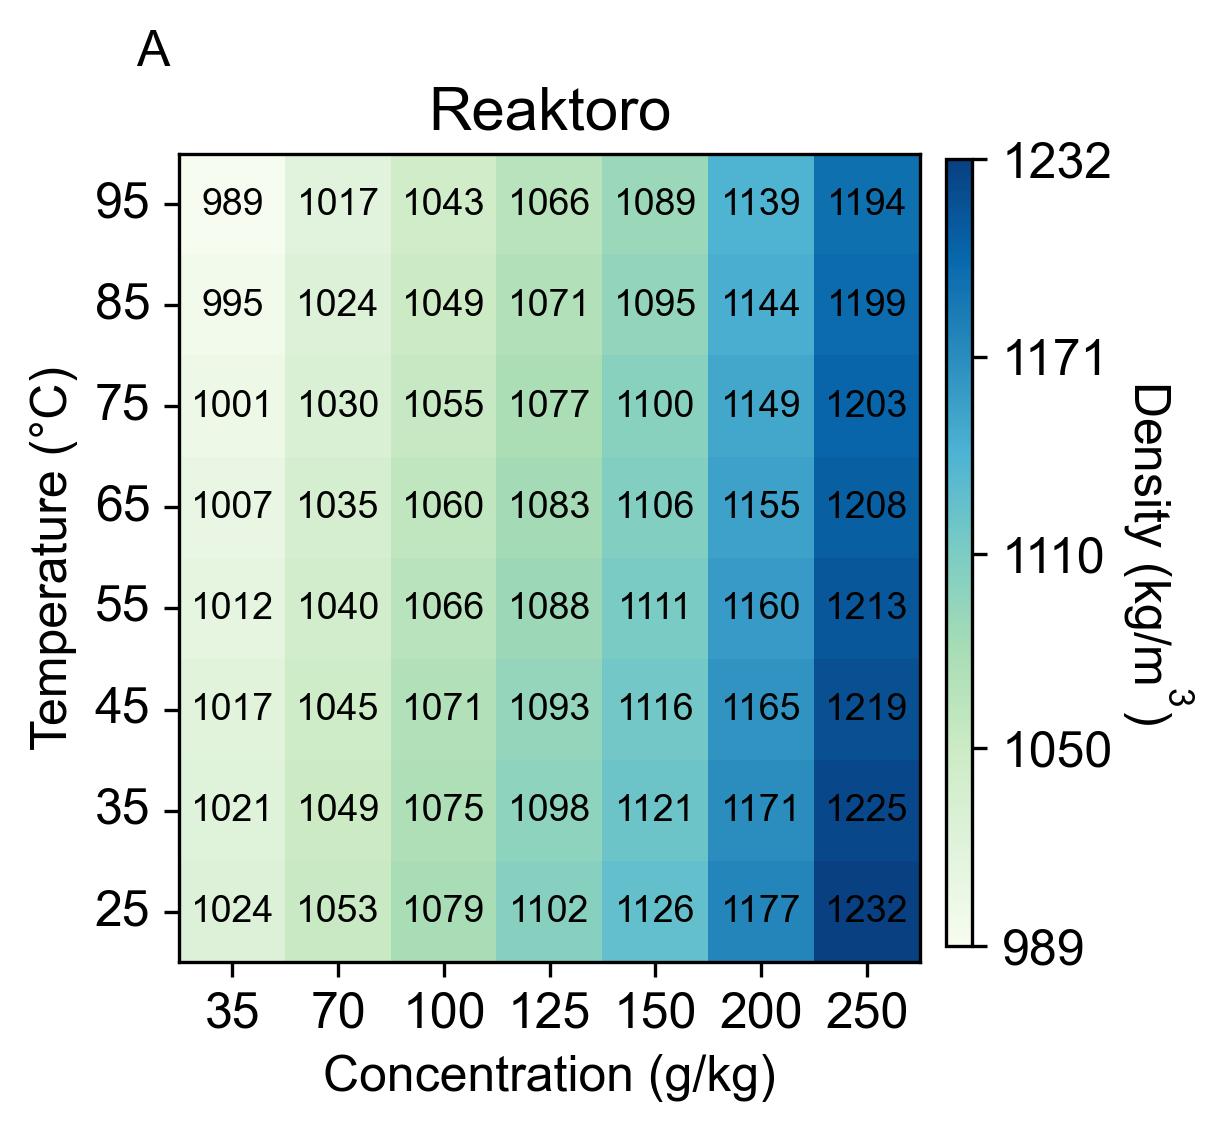 A
Reaktoro
95 989 1017 1043 1066 1089 1139 1194
85 995 1024 1049 1071 1095 1144 1199
75 1001 1030 1055 1077 1100 1149 1203
65 1007 1035 1060 1083 1106 1155 1208
55 1012 1040 1066 1088 1111 1160 1213
45 1017 1045 1071 1093 1116 1165 1219
35 1021 1049 1075 1098 1121 1171 1225
25 1024 1053 1079 1102 1126 1177 1232
35 70 100 125 150 200 250
Concentration (g/kg)
Temperature (°C)
1232
1171
1110
1050
989
Density (kg/m³)